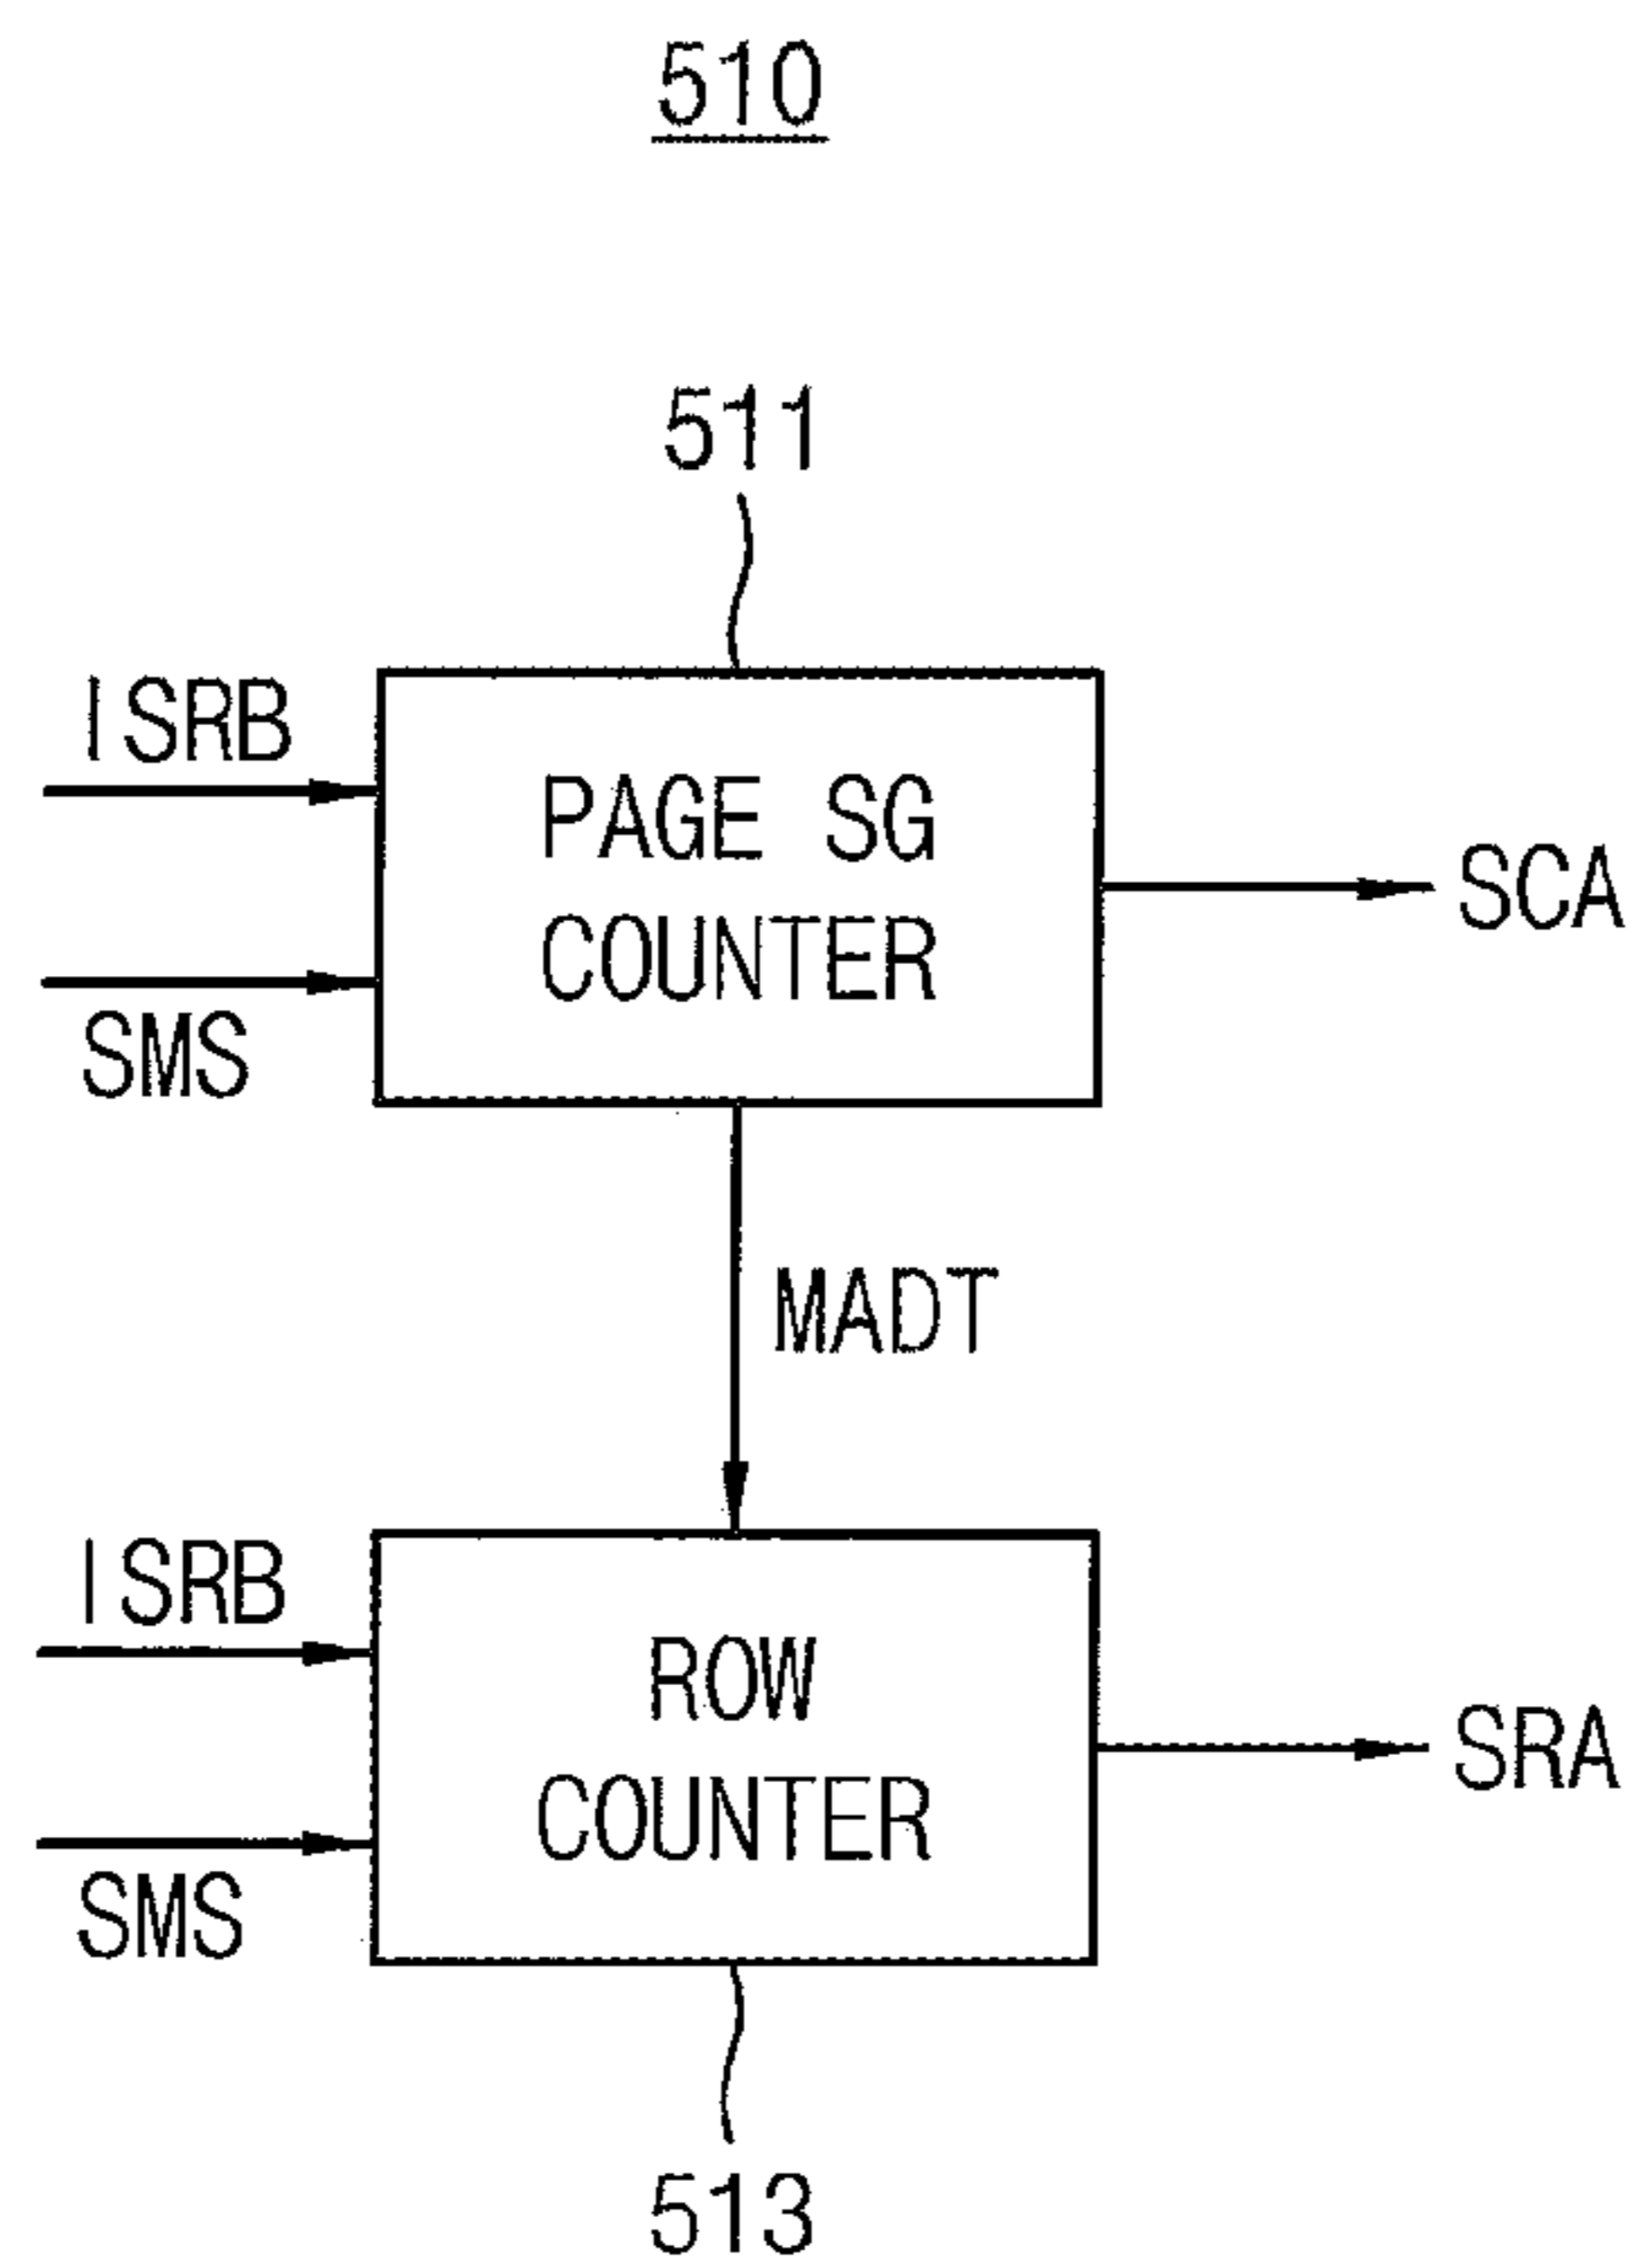 510
511
ISRB
PAGE SG
COUNTER
SCA
SMS
MADT
ISRB
ROW
COUNTER
SRA
SMS
513